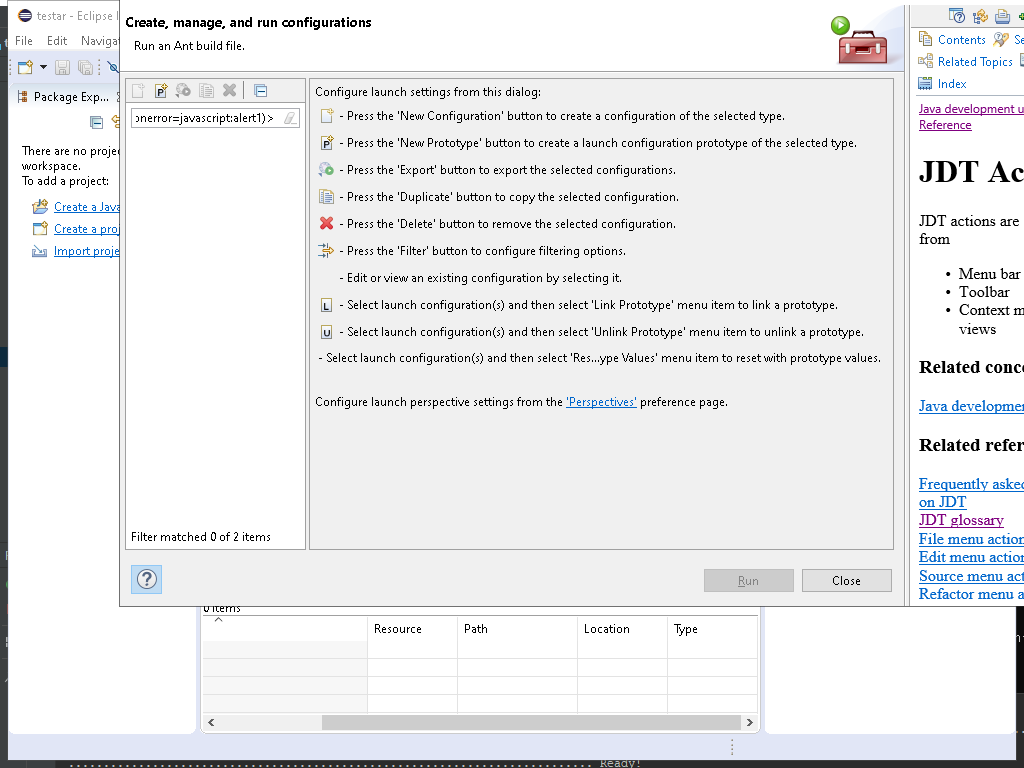 testar - Eclipse I
File Edit Navigat
Package Exp...
There are no proje
workspace.
To add a project:
Create a Java
Create a proj
Import proje
Create, manage, and run configurations
Run an Ant build file.
onerror=javascript:alert1)>
Filter matched 0 of 2 items
Configure launch settings from this dialog:
- Press the 'New Configuration' button to create a configuration of the selected type.
- Press the 'New Prototype' button to create a launch configuration prototype of the selected type.
- Press the 'Export' button to export the selected configurations.
- Press the 'Duplicate' button to copy the selected configuration.
- Press the 'Delete' button to remove the selected configuration.
- Press the 'Filter' button to configure filtering options.
- Edit or view an existing configuration by selecting it.
L - Select launch configuration(s) and then select 'Link Prototype' menu item to link a prototype.
U - Select launch configuration(s) and then select 'Unlink Prototype' menu item to unlink a prototype.
- Select launch configuration(s) and then select 'Res...ype Values' menu item to reset with prototype values.
Configure launch perspective settings from the 'Perspectives' preference page.
Run Close
Contents Se
Related Topics
Index
Java development u
Reference
JDT Ac
JDT actions are
from
• Menu bar
• Toolbar
• Context m
views
Related conce
Java developmen
Related refer
Frequently asked
on JDT
JDT glossary
File menu action
Edit menu action
Source menu act
Refactor menu a
0 items
Resource Path Location Type
Ready!